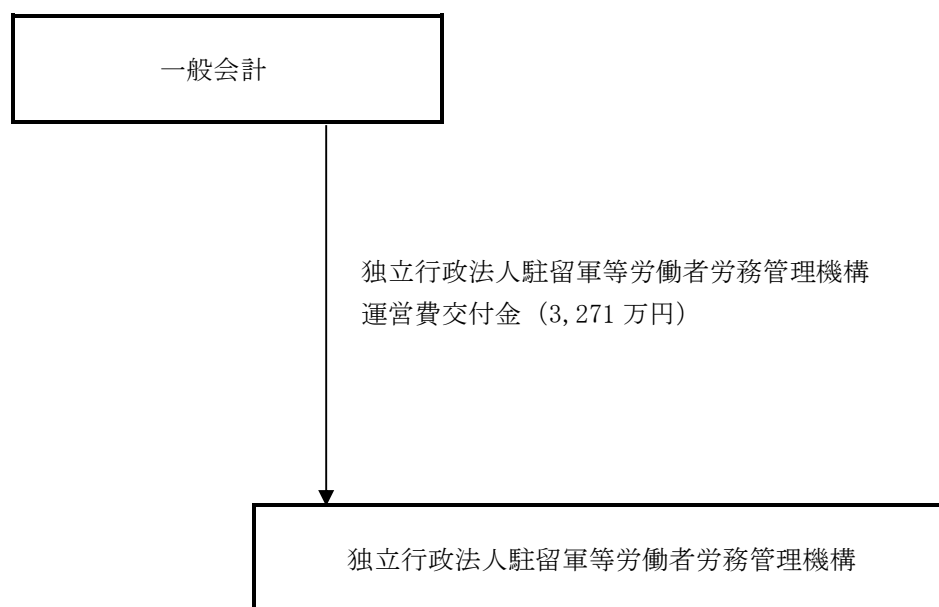 一般会計
独立行政法人駐留軍等労働者労務管理機構
運営費交付金（3,271 万円）
独立行政法人駐留軍等労働者労務管理機構